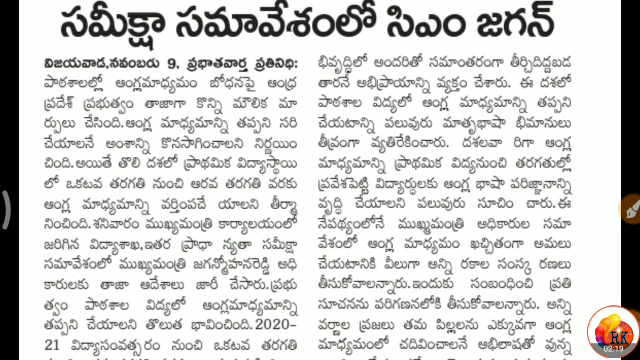 సమీక్షా సమావేశంలో సిఎం జగన్
విజయవాడ,నవంబరు 9, ప్రభాతవార్త ప్రతినిధి:
పాఠశాలల్లో ఆంగ్లమాధ్యమం బోధనపై ఆంధ్ర
ప్రదేశ్ ప్రభుత్వం తాజాగా కొన్ని మౌలిక మా
ర్పులు చేసింది.ఆంగ్ల మాధ్యమాన్ని తప్పని సరి
చేయాలనే అంశాన్ని కొనసాగించాలని నిర్ణయిం
చింది.అయితే తొలి దశలో ప్రాథమిక విద్యాస్థాయి
లో ఒకటవ తరగతి నుంచి ఆరవ తరగతి వరకు
ఆంగ్ల మాధ్యమాన్ని వర్తింపచే యాలని తీర్మా
నించింది.శనివారం ముఖ్యమంత్రి కార్యాలయంలో
జరిగిన విద్యాశాఖ,ఇతర ప్రాధా న్యతా సమీక్షా
సమావేశంలో ముఖ్యమంత్రి జగన్మోహనరెడ్డి అధి
కారులకు తాజా ఆదేశాలు జారీ చేసారు.ప్రభు
త్వం పాఠశాల విద్యలో ఆంగ్లమాధ్యమాన్ని
తప్పని చేయాలని తొలుత భావించింది.2020–
21 విద్యాసంవత్సరం నుంచి ఒకటవ తరగతి
భివృద్ధిలో అందరితో సమాంతరంగా తీర్చిదిద్దబడ
తారనే అభిప్రాయాన్ని వ్యక్తం చేశారు. ఈ దశలో
పాఠశాల విద్యలో ఆంగ్ల మాధ్యమాన్ని తప్పని
చేయటాన్ని పలువురు మాతృభాషా భిమానులు
తీవ్రంగా వ్యతిరేకించారు. దశలవా రిగా ఆంగ్ల
మాధ్యమాన్ని ప్రాథమిక విద్యనుంచి తరగతుల్లో
ప్రవేశపెట్టి విద్యార్థులకు ఆంగ్ల భాషా పరిజ్ఞానాన్ని
వృద్ధి చేయాలని పలువురు సూచిం చారు.ఈ
నేపథ్యంలోనే ముఖ్యమంత్రి అధికారుల సమా
వేశంలో ఆంగ్ల మాధ్యమం ఖచ్చితంగా అమలు
చేయటానికి వీలుగా అన్ని రకాల సంస్క రణలు
తీసుకోవాలన్నారు.ఇందుకు సంబంధించి ప్రతి
సూచనను పరిగణనలోకి తీసుకోవాలన్నారు. అన్ని
వర్ణాల ప్రజలు తమ పిల్లలను ఎక్కువగా ఆంగ్ల
మాధ్యమంలో చదివించాలనే అభిలాషతో వున్న
RK
02:19